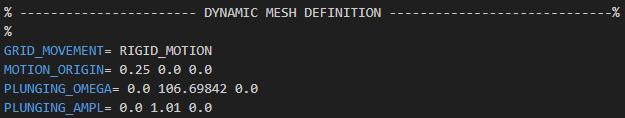 % ----------------------- DYNAMIC MESH DEFINITION -----------------------------%
%
GRID_MOVEMENT= RIGID_MOTION
MOTION_ORIGIN= 0.25 0.0 0.0
PLUNGING_OMEGA= 0.0 106.69842 0.0
PLUNGING_AMPL= 0.0 1.01 0.0